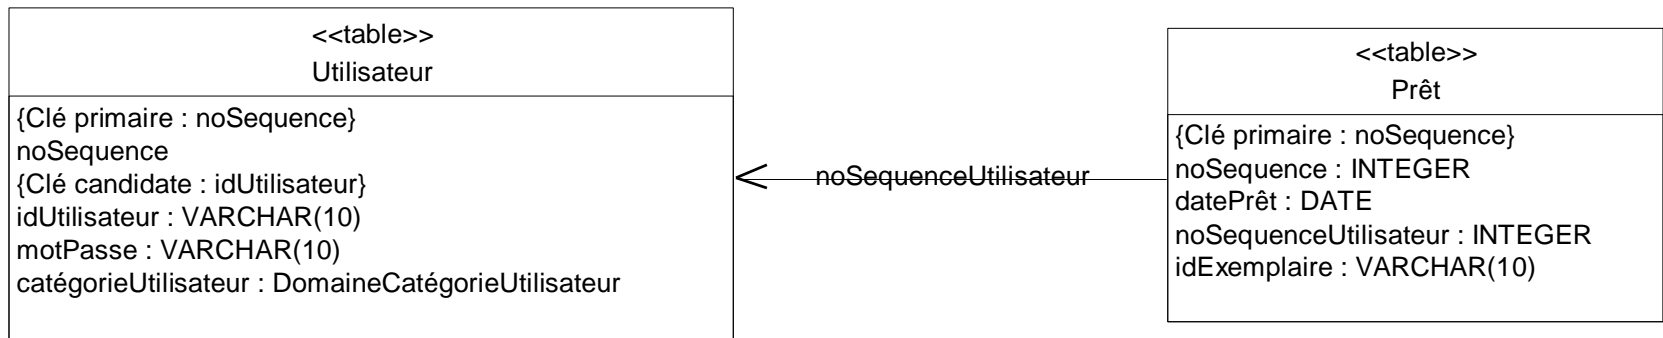 <<table>>
Utilisateur
{Clé primaire : noSequence}
noSequence
{Clé candidate : idUtilisateur}
idUtilisateur : VARCHAR(10)
motPasse : VARCHAR(10)
catégorieUtilisateur : DomaineCatégorieUtilisateur
noSequenceUtilisateur
<<table>>
Prêt
{Clé primaire : noSequence}
noSequence : INTEGER
datePrêt : DATE
noSequenceUtilisateur : INTEGER
idExemplaire : VARCHAR(10)